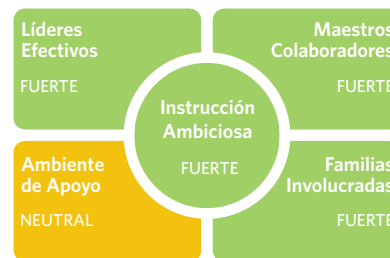 Líderes
Efectivos
FUERTE
Maestros
Colaboradores
FUERTE
Instrucción
Ambiciosa
FUERTE
Ambiente
de Apoyo
NEUTRAL
Familias
Involucradas
FUERTE